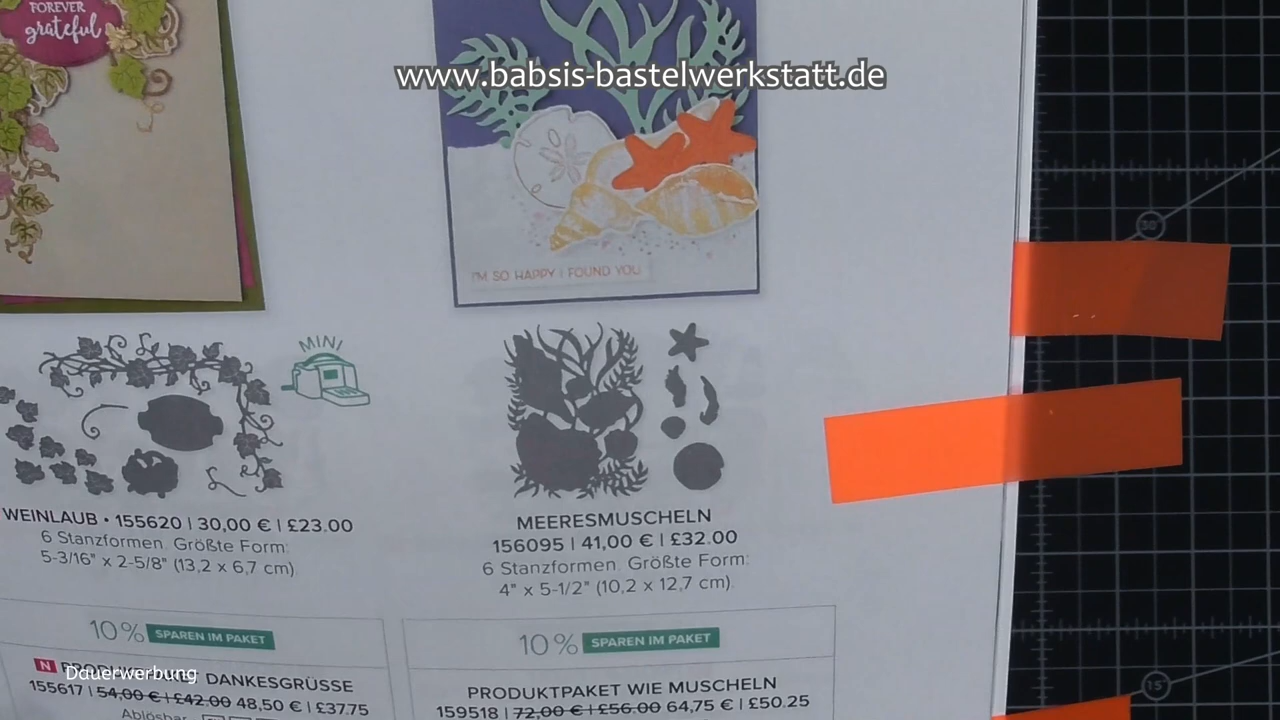 FOREVER
grateful
www.babsis-bastelwerkstatt.de
I'M SO HAPPY I FOUND YOU
MINI
WEINLAUB • 155620 | 30,00 € | £23.00
6 Stanzformen. Größte Form:
5-3/16" x 2-5/8" (13,2 x 6,7 cm).
MEERESMUSCHELN
156095 | 41,00 € | £32.00
6 Stanzformen. Größte Form:
4" x 5-1/2" (10,2 x 12,7 cm).
10 % SPAREN IM PAKET
N DANKESGRÜSSE
Dauerwerbung
155617 | 54,00 € | £42.00 48,50 € | £37.75
Ablösbar
10 % SPAREN IM PAKET
PRODUKTPAKET WIE MUSCHELN
159518 | 72,00 € | £56.00 64,75 € | £50.25
30°
15°